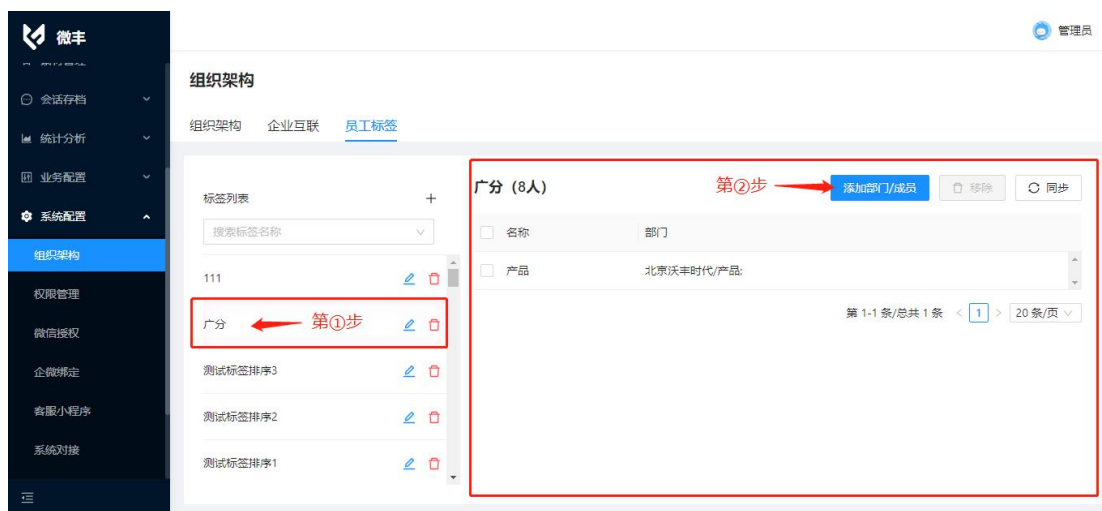 微丰
管理员
会话存档
统计分析
业务配置
系统配置
组织架构
权限管理
微信授权
企微绑定
客服小程序
系统对接
组织架构
组织架构 企业互联 员工标签
标签列表 +
搜索标签名称
111
广分 第①步
测试标签排序3
测试标签排序2
测试标签排序1
广分（8人） 第②步 添加部门/成员 移除 同步
名称 部门
产品 北京沃丰时代/产品;
第 1-1 条/总共 1 条 < 1 > 20 条/页